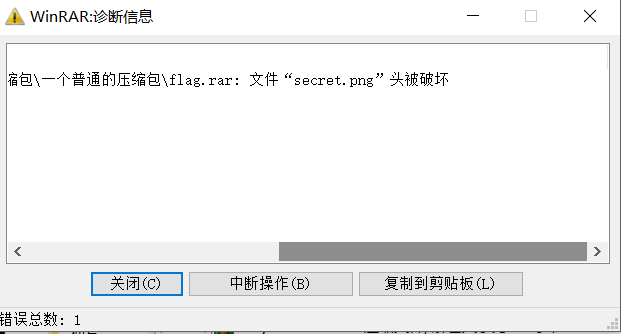 WinRAR:诊断信息
缩包\一个普通的压缩包\flag.rar: 文件“secret.png”头被破坏
关闭(C)
中断操作(B)
复制到剪贴板(L)
错误总数: 1